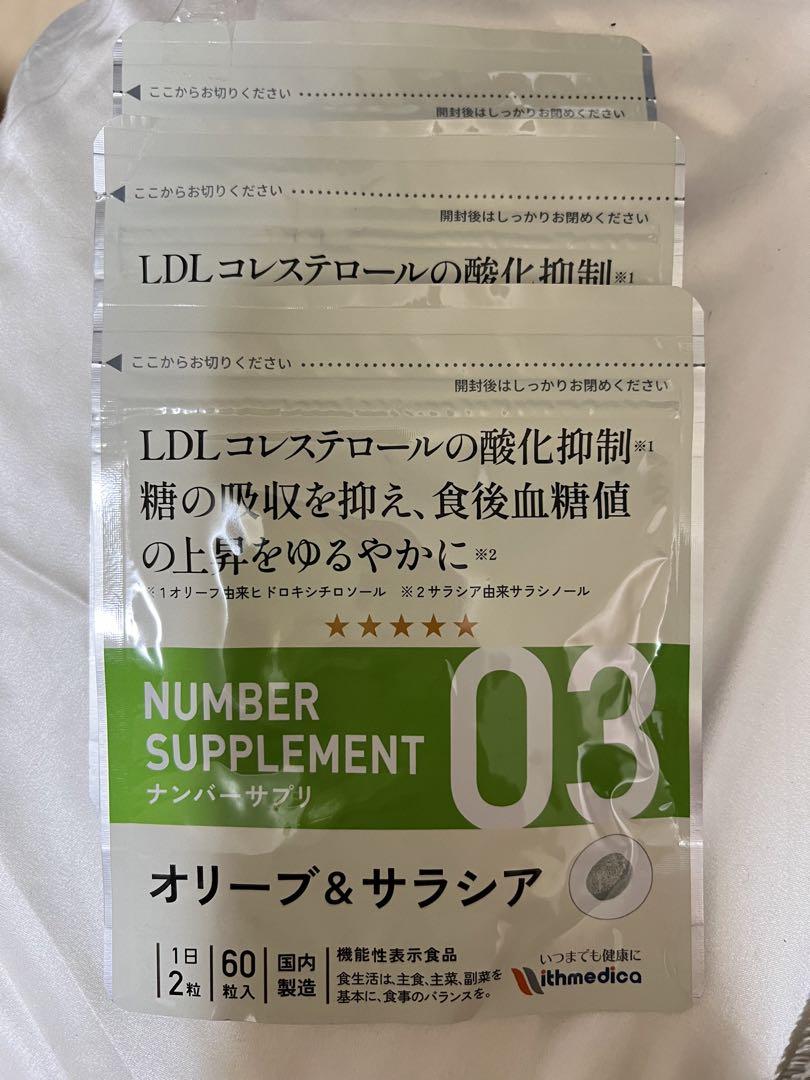 ここからお切りください
開封後はしっかりお閉めください
ここからお切りください
開封後はしっかりお閉めください
LDLコレステロールの酸化抑制※1
ここからお切りください
開封後はしっかりお閉めください
LDLコレステロールの酸化抑制※1
糖の吸収を抑え、食後血糖値
の上昇をゆるやかに※2
※1オリーブ由来ヒドロキシチロソール ※2サラシア由来サラシノール
★★★★★
NUMBER
SUPPLEMENT
03
ナンバーサプリ
オリーブ&サラシア
1日
2粒
60
粒入
国内
製造
機能性表示食品
食生活は、主食、主菜、副菜を
基本に、食事のバランスを。
いつまでも健康に
Withmedica